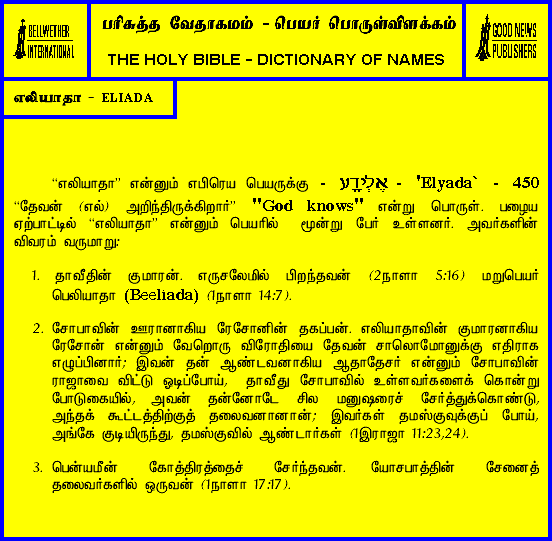 BELLWETHER
INTERNATIONAL
பரிசுத்த வேதாகமம் - பெயர் பொருள்விளக்கம்
THE HOLY BIBLE - DICTIONARY OF NAMES
GOOD NEWS
PUBLISHERS
எலியாதா - ELIADA
“எலியாதா” என்னும் எபிரெய பெயருக்கு - אֶלְיָדָע - 'Elyada` - 450
“தேவன் (எல்) அறிந்திருக்கிறார்” "God knows" என்று பொருள். பழைய
ஏற்பாட்டில் “எலியாதா” என்னும் பெயரில் மூன்று பேர் உள்ளனர். அவர்களின்
விவரம் வருமாறு:
1. தாவீதின் குமாரன். எருசலேமில் பிறந்தவன் (2நாளா 5:16) மறுபெயர்
பெலியாதா (Beeliada) (1நாளா 14:7).
2. சோபாவின் ஊரானாகிய ரேசோனின் தகப்பன். எலியாதாவின் குமாரனாகிய
ரேசோன் என்னும் வேறொரு விரோதியை தேவன் சாலொமோனுக்கு எதிராக
எழுப்பினார்; இவன் தன் ஆண்டவனாகிய ஆதாதேசர் என்னும் சோபாவின்
ராஜாவை விட்டு ஓடிப்போய், தாவீது சோபாவில் உள்ளவர்களைக் கொன்று
போடுகையில், அவன் தன்னோடே சில மனுஷரைச் சேர்த்துக்கொண்டு,
அந்தக் கூட்டத்திற்குத் தலைவனானான்; இவர்கள் தமஸ்குவுக்குப் போய்,
அங்கே குடியிருந்து, தமஸ்குவில் ஆண்டார்கள் (1இராஜா 11:23,24).
3. பென்யமீன் கோத்திரத்தைச் சேர்ந்தவன். யோசபாத்தின் சேனைத்
தலைவர்களில் ஒருவன் (1நாளா 17:17).